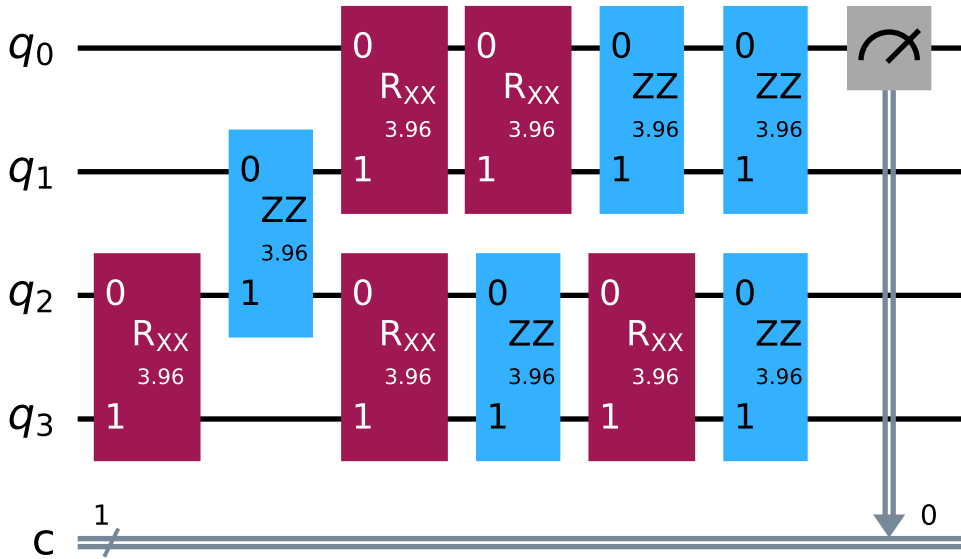 q0
0 0 0 0
RXX RXX ZZ ZZ
3.96 3.96 3.96 3.96
q1
0 1 1 1 1
ZZ
3.96
q2
0 1 0 0 0 0
RXX RXX ZZ RXX ZZ
3.96 3.96 3.96 3.96 3.96
q3
1 1 1 1 1
1 0
c